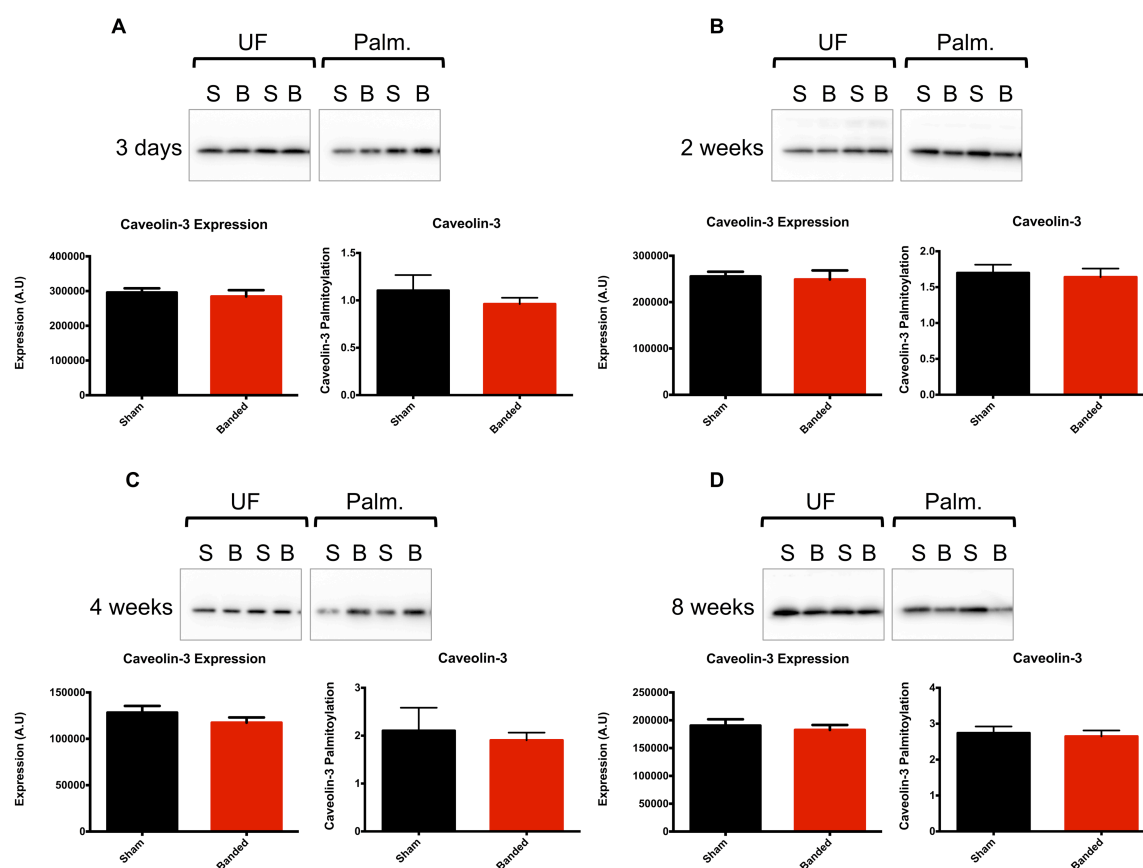 A
UF Palm.
S B S B S B S B
3 days
Caveolin-3 Expression
Expression (A.U)
400000
300000
200000
100000
0
Sham Banded
Caveolin-3
Caveolin-3 Palmitoylation
1.5
1.0
0.5
0.0
Sham Banded
B
UF Palm.
S B S B S B S B
2 weeks
Caveolin-3 Expression
Expression (A.U)
300000
200000
100000
0
Sham Banded
Caveolin-3
Caveolin-3 Palmitoylation
2.0
1.5
1.0
0.5
0.0
Sham Banded
C
UF Palm.
S B S B S B S B
4 weeks
Caveolin-3 Expression
Expression (A.U)
150000
100000
50000
0
Sham Banded
Caveolin-3
Caveolin-3 Palmitoylation
3
2
1
0
Sham Banded
D
UF Palm.
S B S B S B S B
8 weeks
Caveolin-3 Expression
Expression (A.U)
250000
200000
150000
100000
50000
0
Sham Banded
Caveolin-3
Caveolin-3 Palmitoylation
4
3
2
1
0
Sham Banded